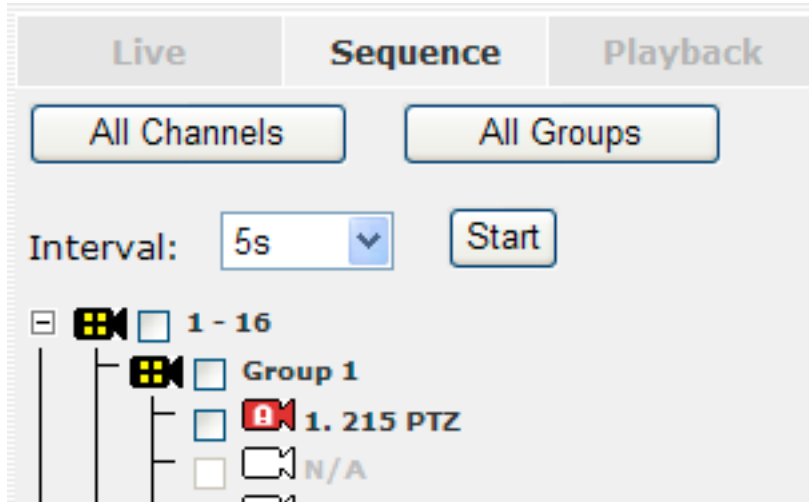 Live Sequence Playback
All Channels All Groups
Interval: 5s Start
1 - 16
Group 1
1. 215 PTZ
N/A